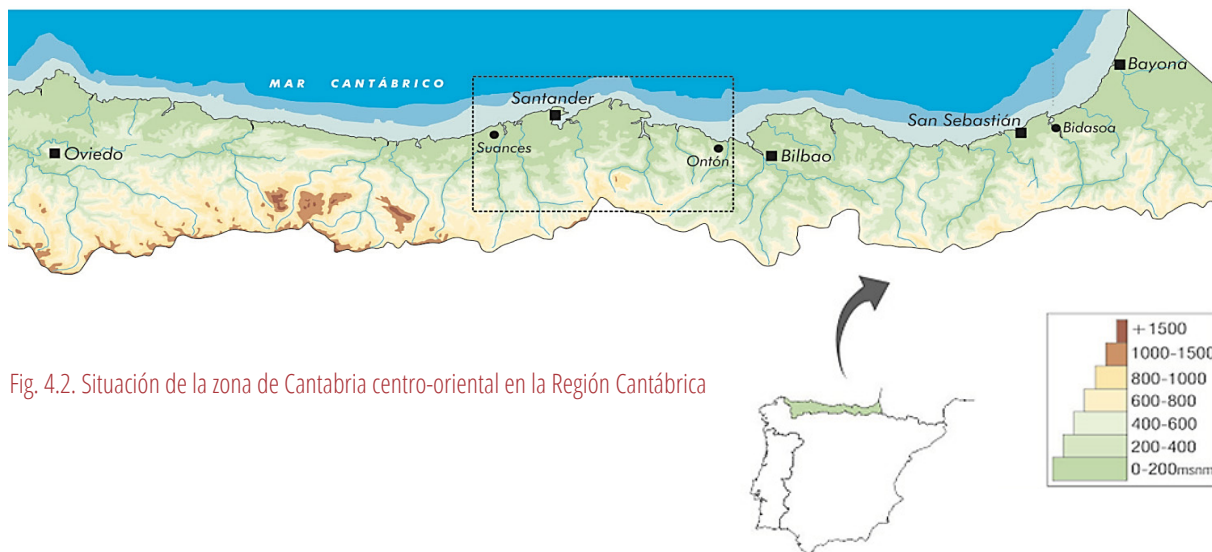 MAR CANTÁBRICO
Bayona
Santander
San Sebastián
Bidasoa
Suances
Oviedo
Ontón
Bilbao
+1500
1000-1500
800-1000
600-800
400-600
200-400
0-200msnm
Fig. 4.2. Situación de la zona de Cantabria centro-oriental en la Región Cantábrica